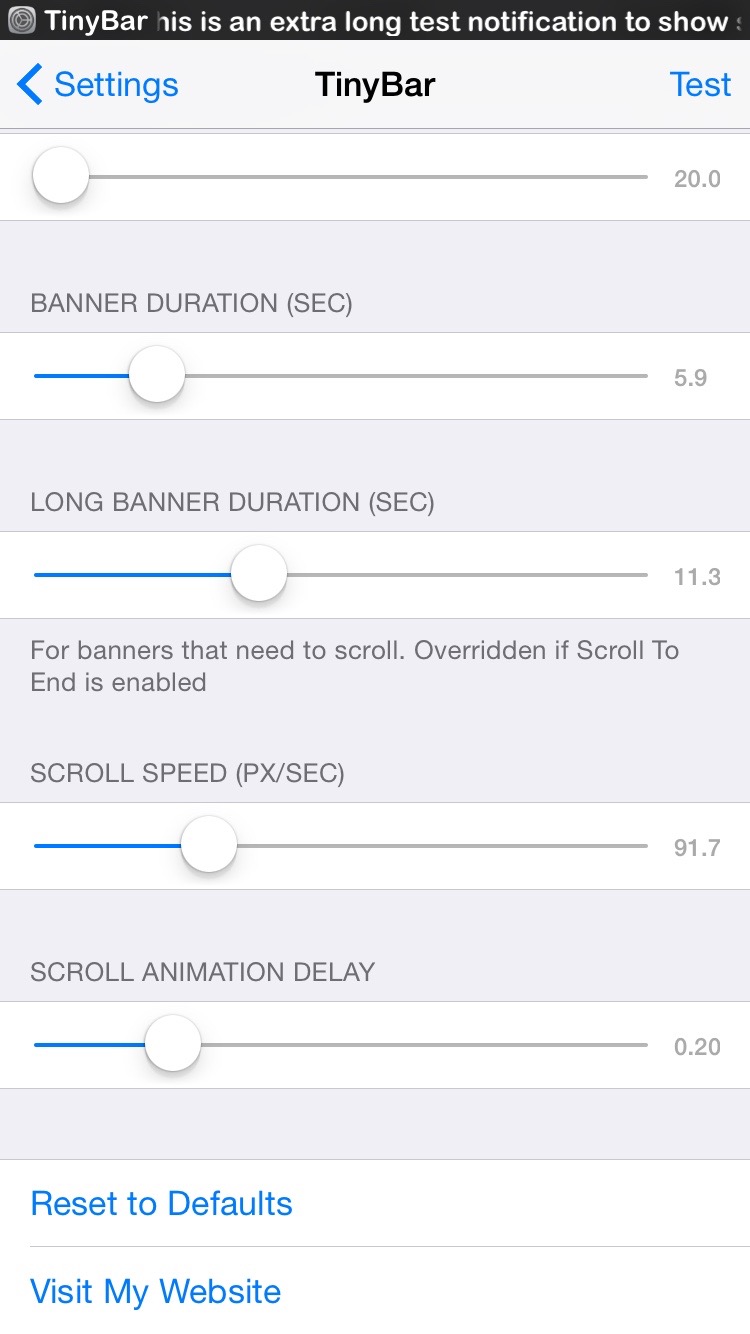 TinyBar his is an extra long test notification to show
Settings TinyBar Test
20.0
BANNER DURATION (SEC)
5.9
LONG BANNER DURATION (SEC)
11.3
For banners that need to scroll. Overridden if Scroll To
End is enabled
SCROLL SPEED (PX/SEC)
91.7
SCROLL ANIMATION DELAY
0.20
Reset to Defaults
Visit My Website